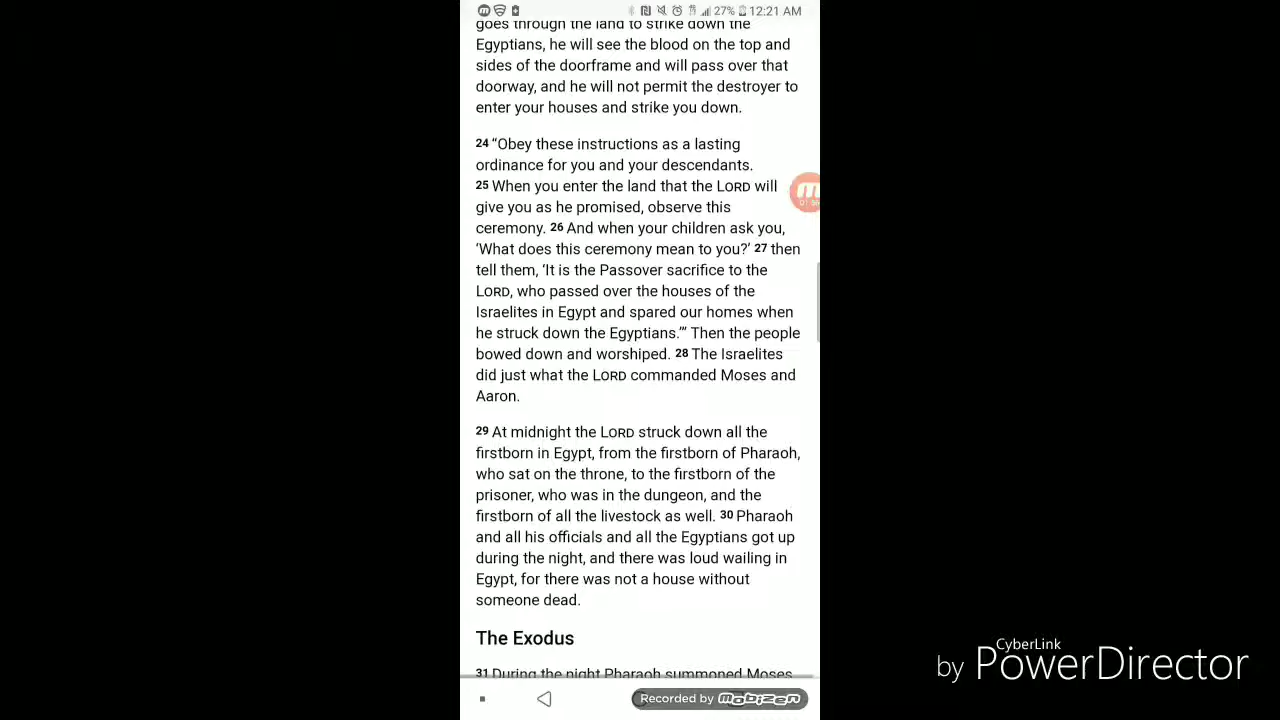 27% 12:21 AM
goes through the land to strike down the
Egyptians, he will see the blood on the top and
sides of the doorframe and will pass over that
doorway, and he will not permit the destroyer to
enter your houses and strike you down.
24 “Obey these instructions as a lasting
ordinance for you and your descendants.
25 When you enter the land that the LORD will
give you as he promised, observe this
ceremony. 26 And when your children ask you,
‘What does this ceremony mean to you?’ 27 then
tell them, ‘It is the Passover sacrifice to the
LORD, who passed over the houses of the
Israelites in Egypt and spared our homes when
he struck down the Egyptians.’” Then the people
bowed down and worshiped. 28 The Israelites
did just what the LORD commanded Moses and
Aaron.
29 At midnight the LORD struck down all the
firstborn in Egypt, from the firstborn of Pharaoh,
who sat on the throne, to the firstborn of the
prisoner, who was in the dungeon, and the
firstborn of all the livestock as well. 30 Pharaoh
and all his officials and all the Egyptians got up
during the night, and there was loud wailing in
Egypt, for there was not a house without
someone dead.
The Exodus
31 During the night Pharaoh summoned Moses
Recorded by mobizen
by CyberLink
PowerDirector